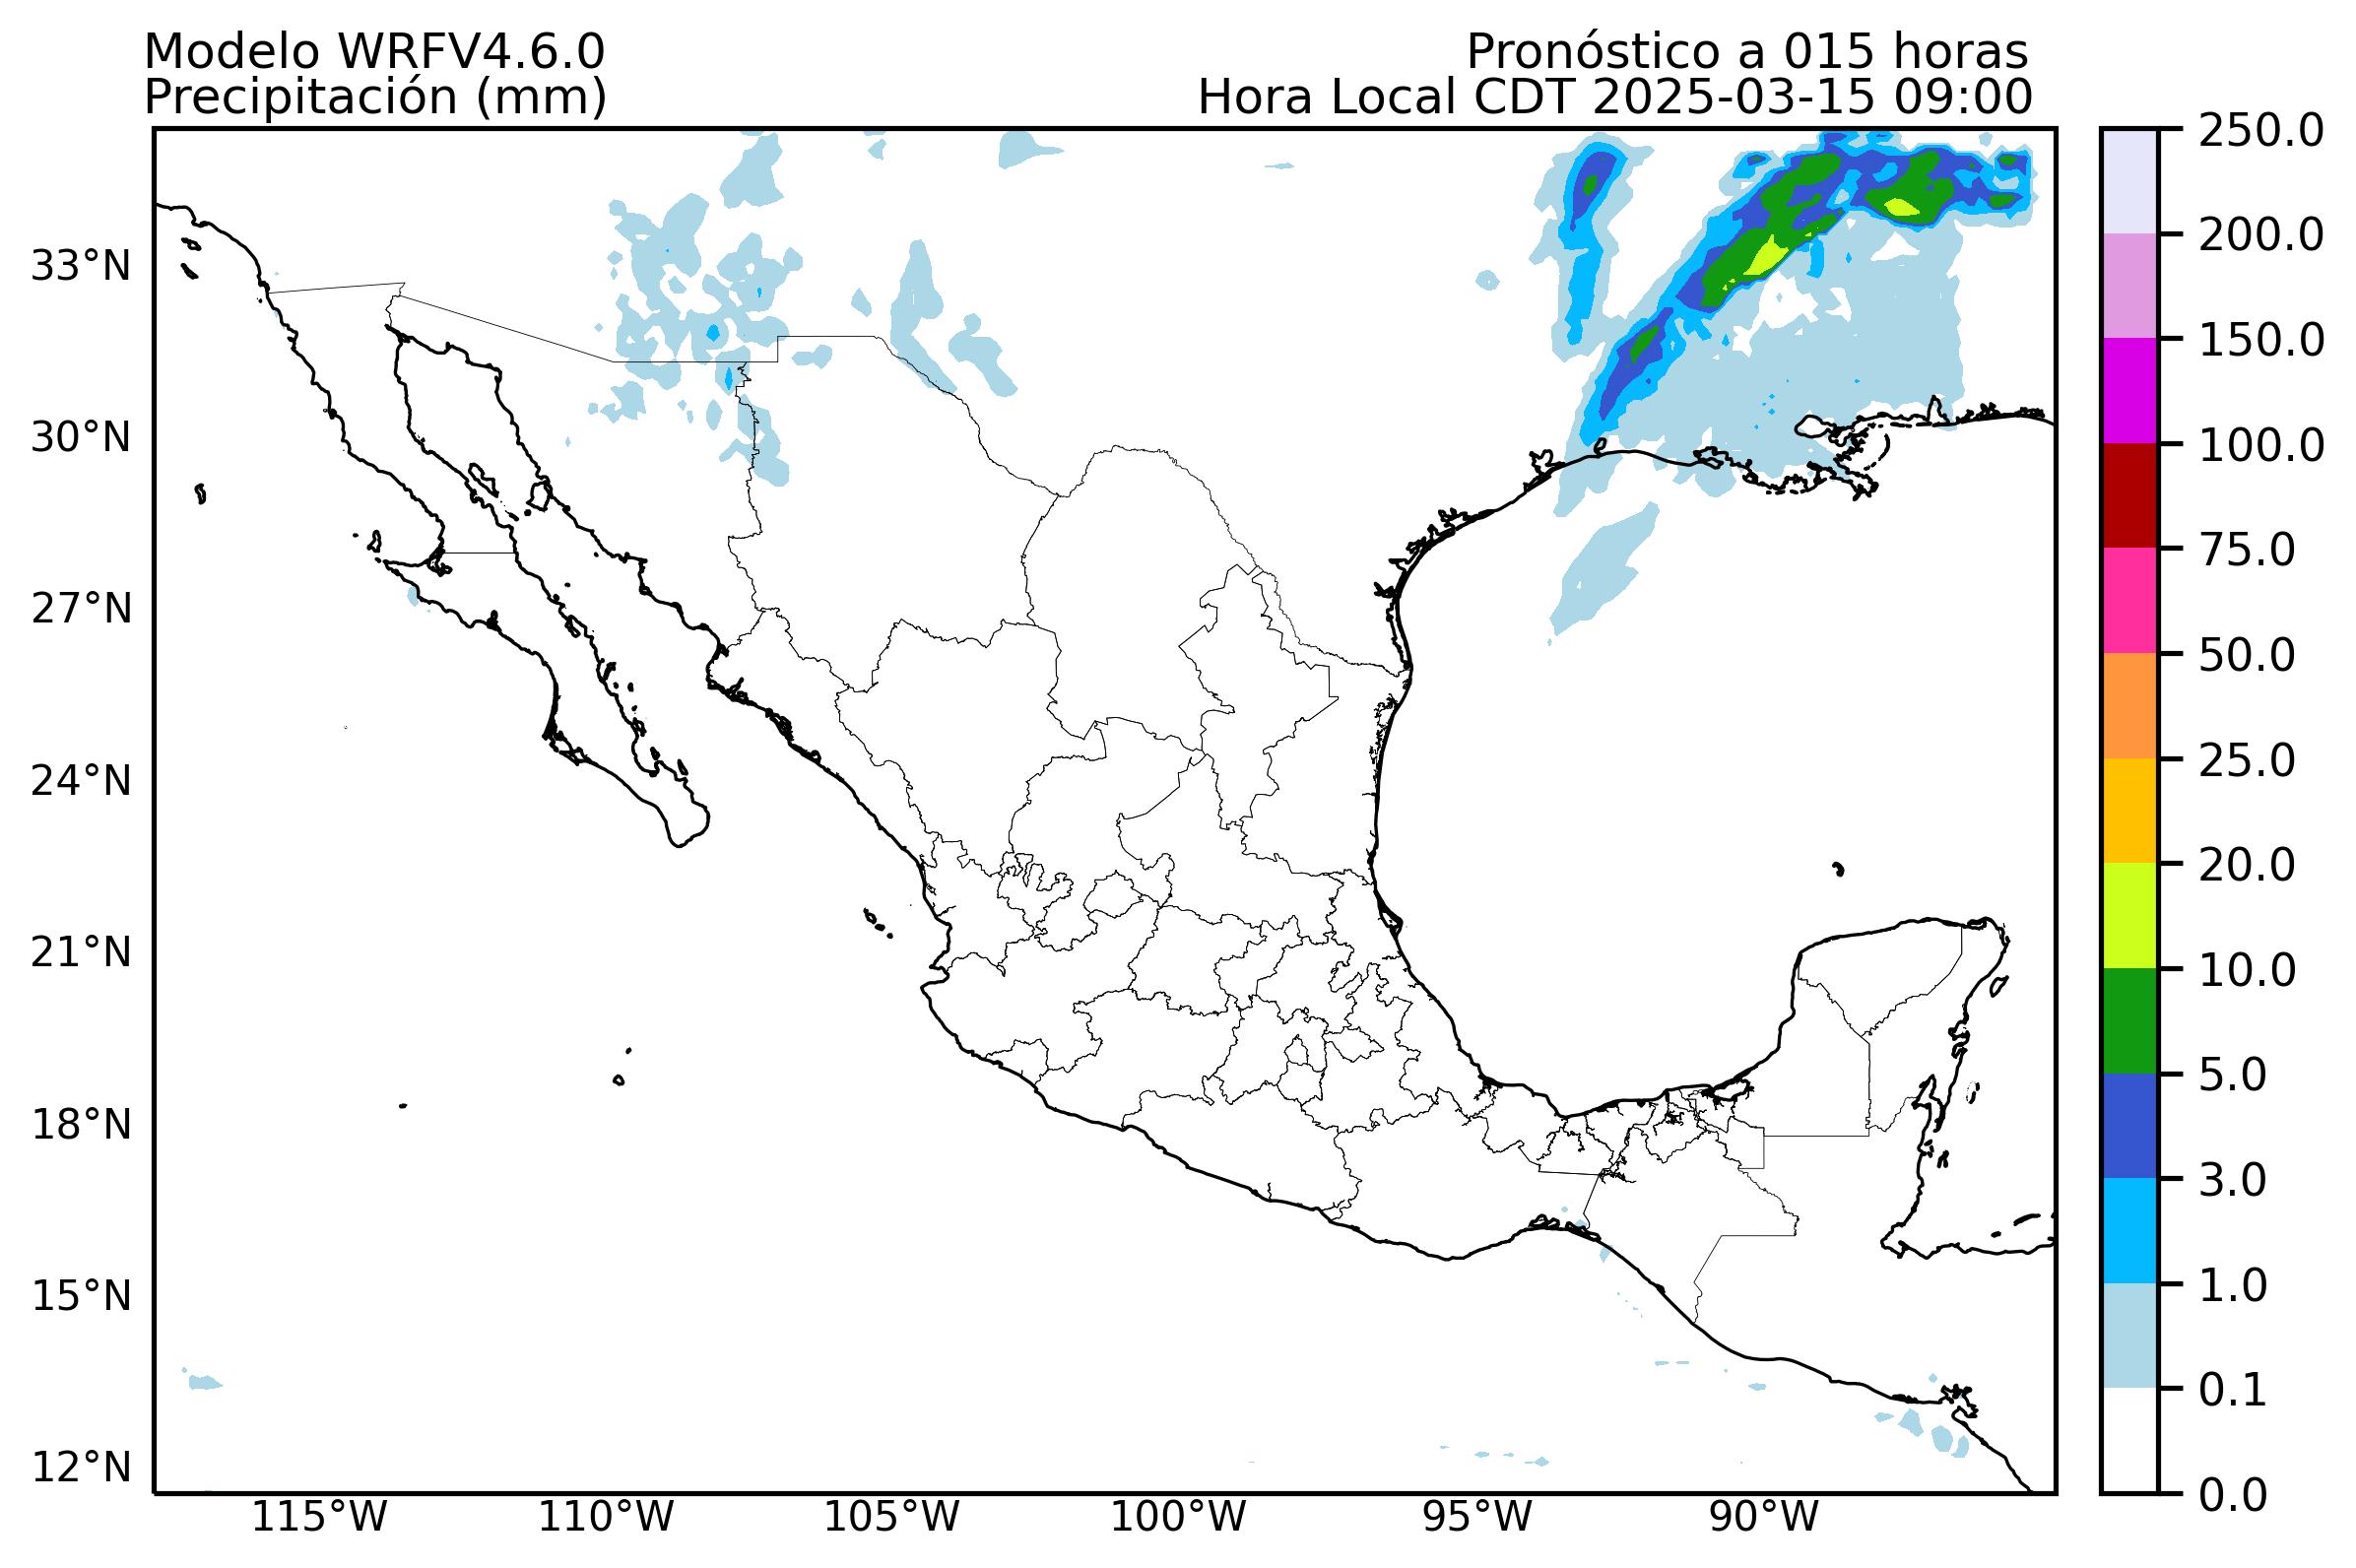 Modelo WRFV4.6.0
Precipitación (mm)
Pronóstico a 015 horas
Hora Local CDT 2025-03-15 09:00
33°N
30°N
27°N
24°N
21°N
18°N
15°N
12°N
115°W
110°W
105°W
100°W
95°W
90°W
250.0
200.0
150.0
100.0
75.0
50.0
25.0
20.0
10.0
5.0
3.0
1.0
0.1
0.0